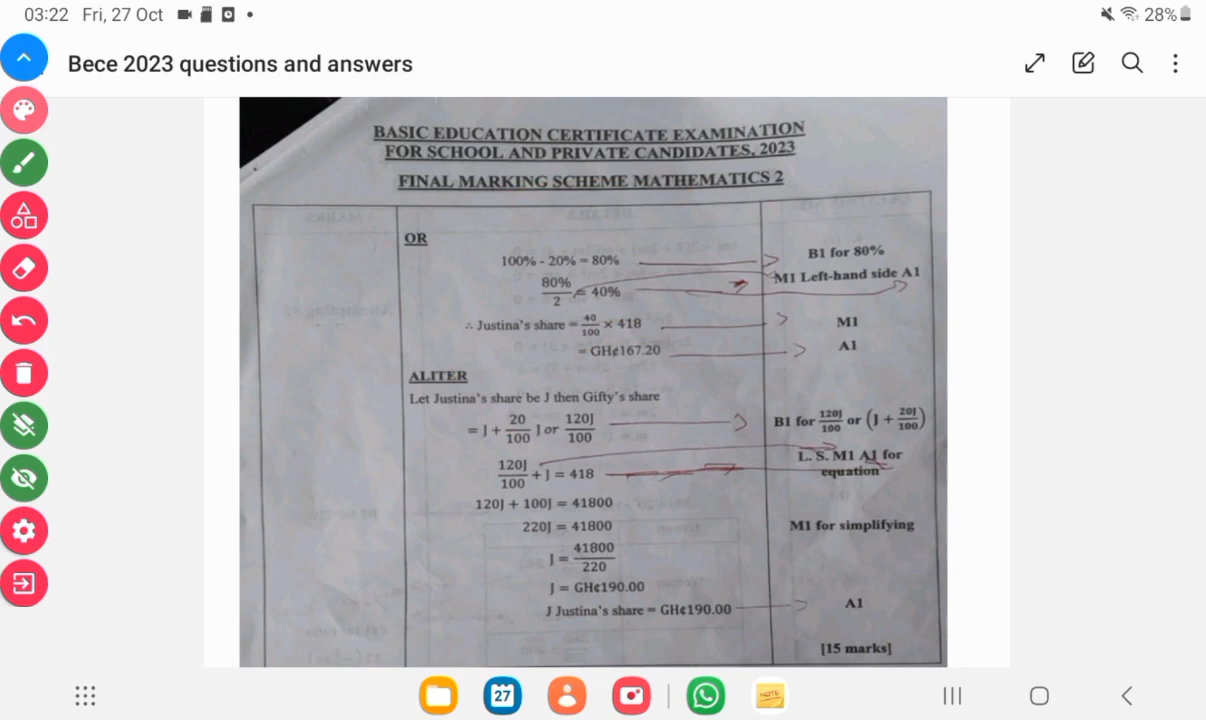 03:22 Fri, 27 Oct
28%
Bece 2023 questions and answers
BASIC EDUCATION CERTIFICATE EXAMINATION
FOR SCHOOL AND PRIVATE CANDIDATES, 2023
FINAL MARKING SCHEME MATHEMATICS 2
OR
100% - 20% = 80%
B1 for 80%
80%/2 = 40%
M1 Left-hand side A1
∴ Justina's share = 40/100 × 418
M1
= GH¢167.20
A1
ALITER
Let Justina's share be J then Gifty's share
= J + 20/100 J or 120J/100
B1 for 120J/100 or (J + 20J/100)
120J/100 + J = 418
L. S. M1 A1 for
equation
120J + 100J = 41800
220J = 41800
M1 for simplifying
J = 41800/220
J = GH¢190.00
J Justina's share = GH¢190.00
A1
[15 marks]
27
NOTE